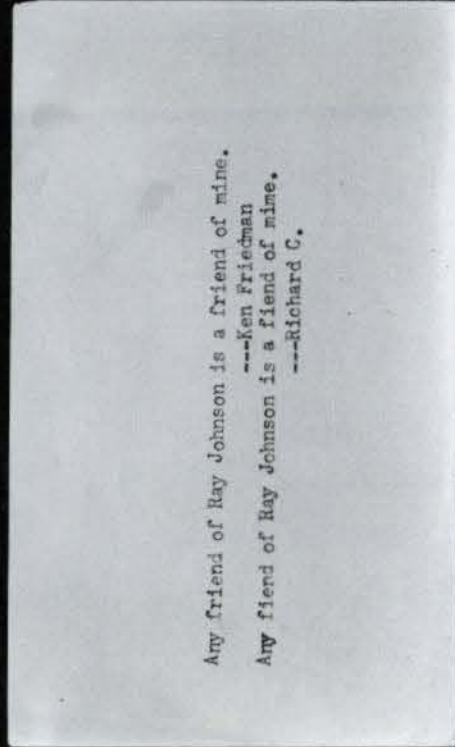 Any friend of Ray Johnson is a friend of mine.
---Ken Friedman
Any fiend of Ray Johnson is a fiend of mime.
---Richard C.